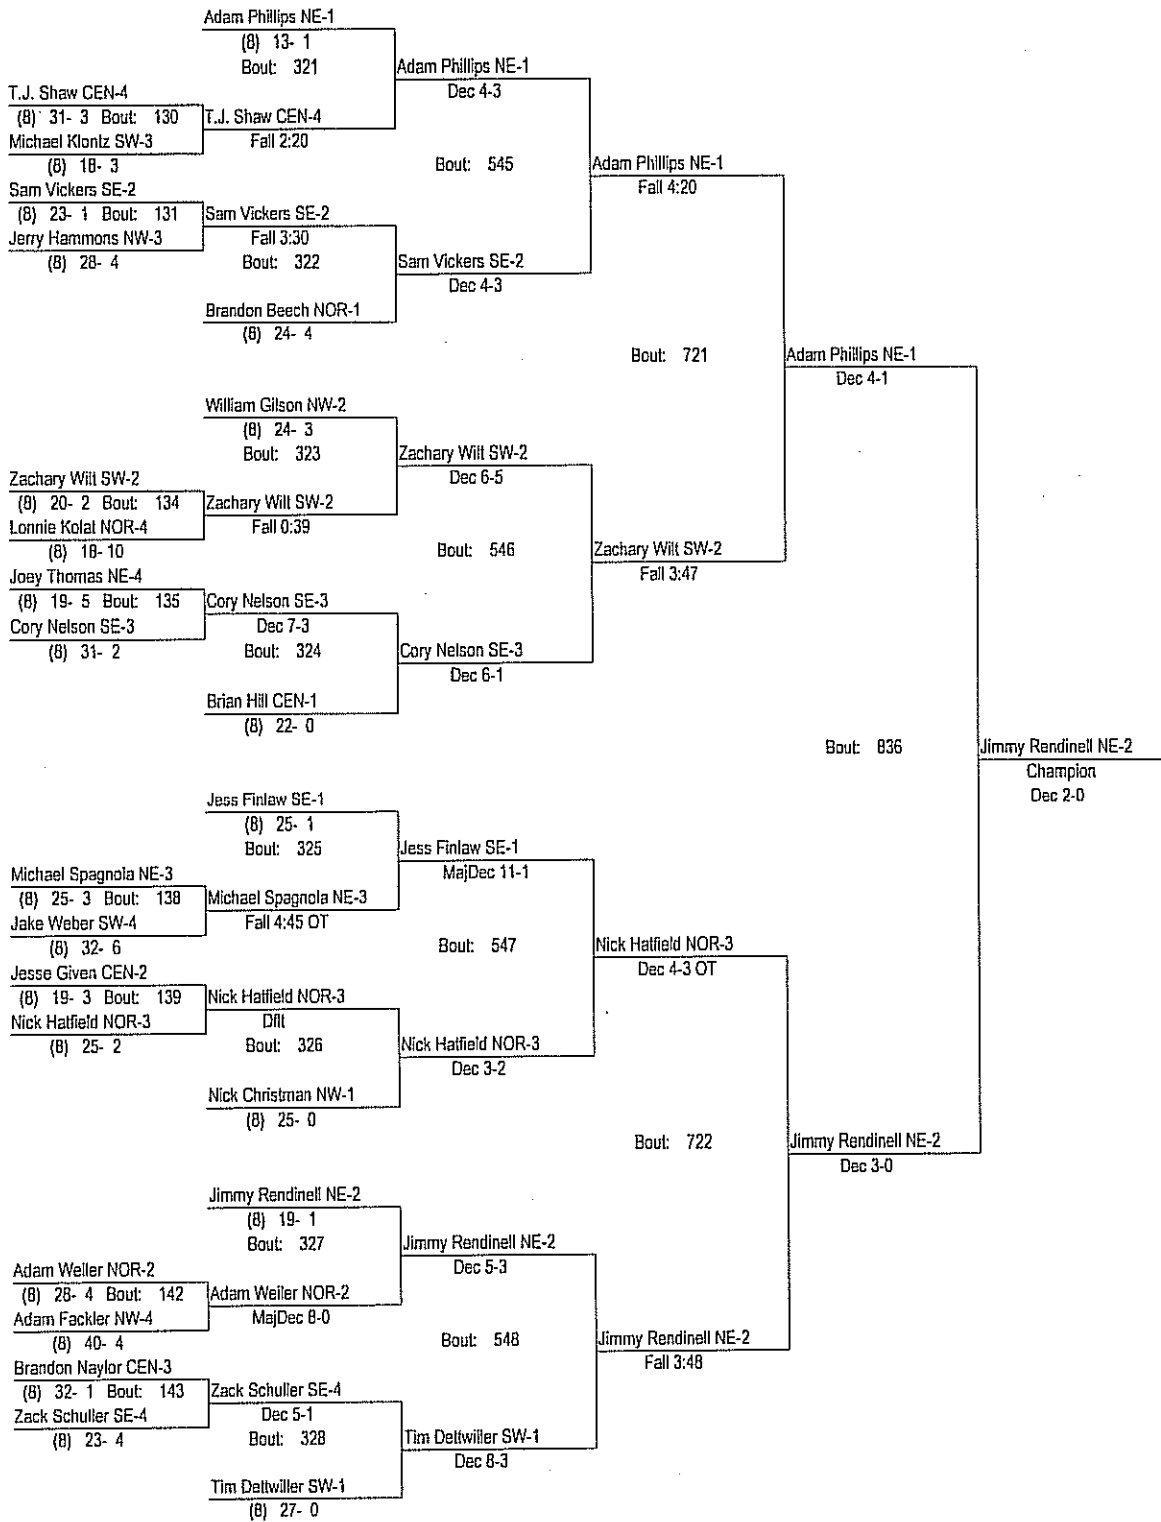 Adam Phillips NE-1
(8) 13- 1
Bout: 321
Adam Phillips NE-1
Dec 4-3
T.J. Shaw CEN-4
(8) 31- 3 Bout: 130
T.J. Shaw CEN-4
Michael Klontz SW-3
Fall 2:20
(8) 18- 3
Bout: 545
Adam Phillips NE-1
Fall 4:20
Sam Vickers SE-2
(8) 23- 1 Bout: 131
Sam Vickers SE-2
Jerry Hammons NW-3
Fall 3:30
(8) 28- 4
Bout: 322
Sam Vickers SE-2
Dec 4-3
Brandon Beech NOR-1
(8) 24- 4
Bout: 721
Adam Phillips NE-1
Dec 4-1
William Gilson NW-2
(8) 24- 3
Bout: 323
Zachary Wilt SW-2
Dec 6-5
Zachary Wilt SW-2
(8) 20- 2 Bout: 134
Zachary Wilt SW-2
Lonnie Kolat NOR-4
Fall 0:39
(8) 18- 10
Bout: 546
Zachary Wilt SW-2
Fall 3:47
Joey Thomas NE-4
(8) 19- 5 Bout: 135
Cory Nelson SE-3
Cory Nelson SE-3
Dec 7-3
(8) 31- 2
Bout: 324
Cory Nelson SE-3
Dec 6-1
Brian Hill CEN-1
(8) 22- 0
Bout: 836
Jimmy Rendinell NE-2
Champion
Dec 2-0
Jess Finlaw SE-1
(8) 25- 1
Bout: 325
Jess Finlaw SE-1
MajDec 11-1
Michael Spagnola NE-3
(8) 25- 3 Bout: 138
Michael Spagnola NE-3
Jake Weber SW-4
Fall 4:45 OT
(8) 32- 6
Bout: 547
Nick Hatfield NOR-3
Dec 4-3 OT
Jesse Given CEN-2
(8) 19- 3 Bout: 139
Nick Hatfield NOR-3
Nick Hatfield NOR-3
Dflt
(8) 25- 2
Bout: 326
Nick Hatfield NOR-3
Dec 3-2
Nick Christman NW-1
(8) 25- 0
Bout: 722
Jimmy Rendinell NE-2
Dec 3-0
Jimmy Rendinell NE-2
(8) 19- 1
Bout: 327
Jimmy Rendinell NE-2
Dec 5-3
Adam Weiler NOR-2
(8) 28- 4 Bout: 142
Adam Weiler NOR-2
Adam Fackler NW-4
MajDec 8-0
(8) 40- 4
Bout: 548
Jimmy Rendinell NE-2
Fall 3:48
Brandon Naylor CEN-3
(8) 32- 1 Bout: 143
Zack Schuller SE-4
Zack Schuller SE-4
Dec 5-1
(8) 23- 4
Bout: 328
Tim Dettwiller SW-1
Dec 8-3
Tim Dettwiller SW-1
(8) 27- 0